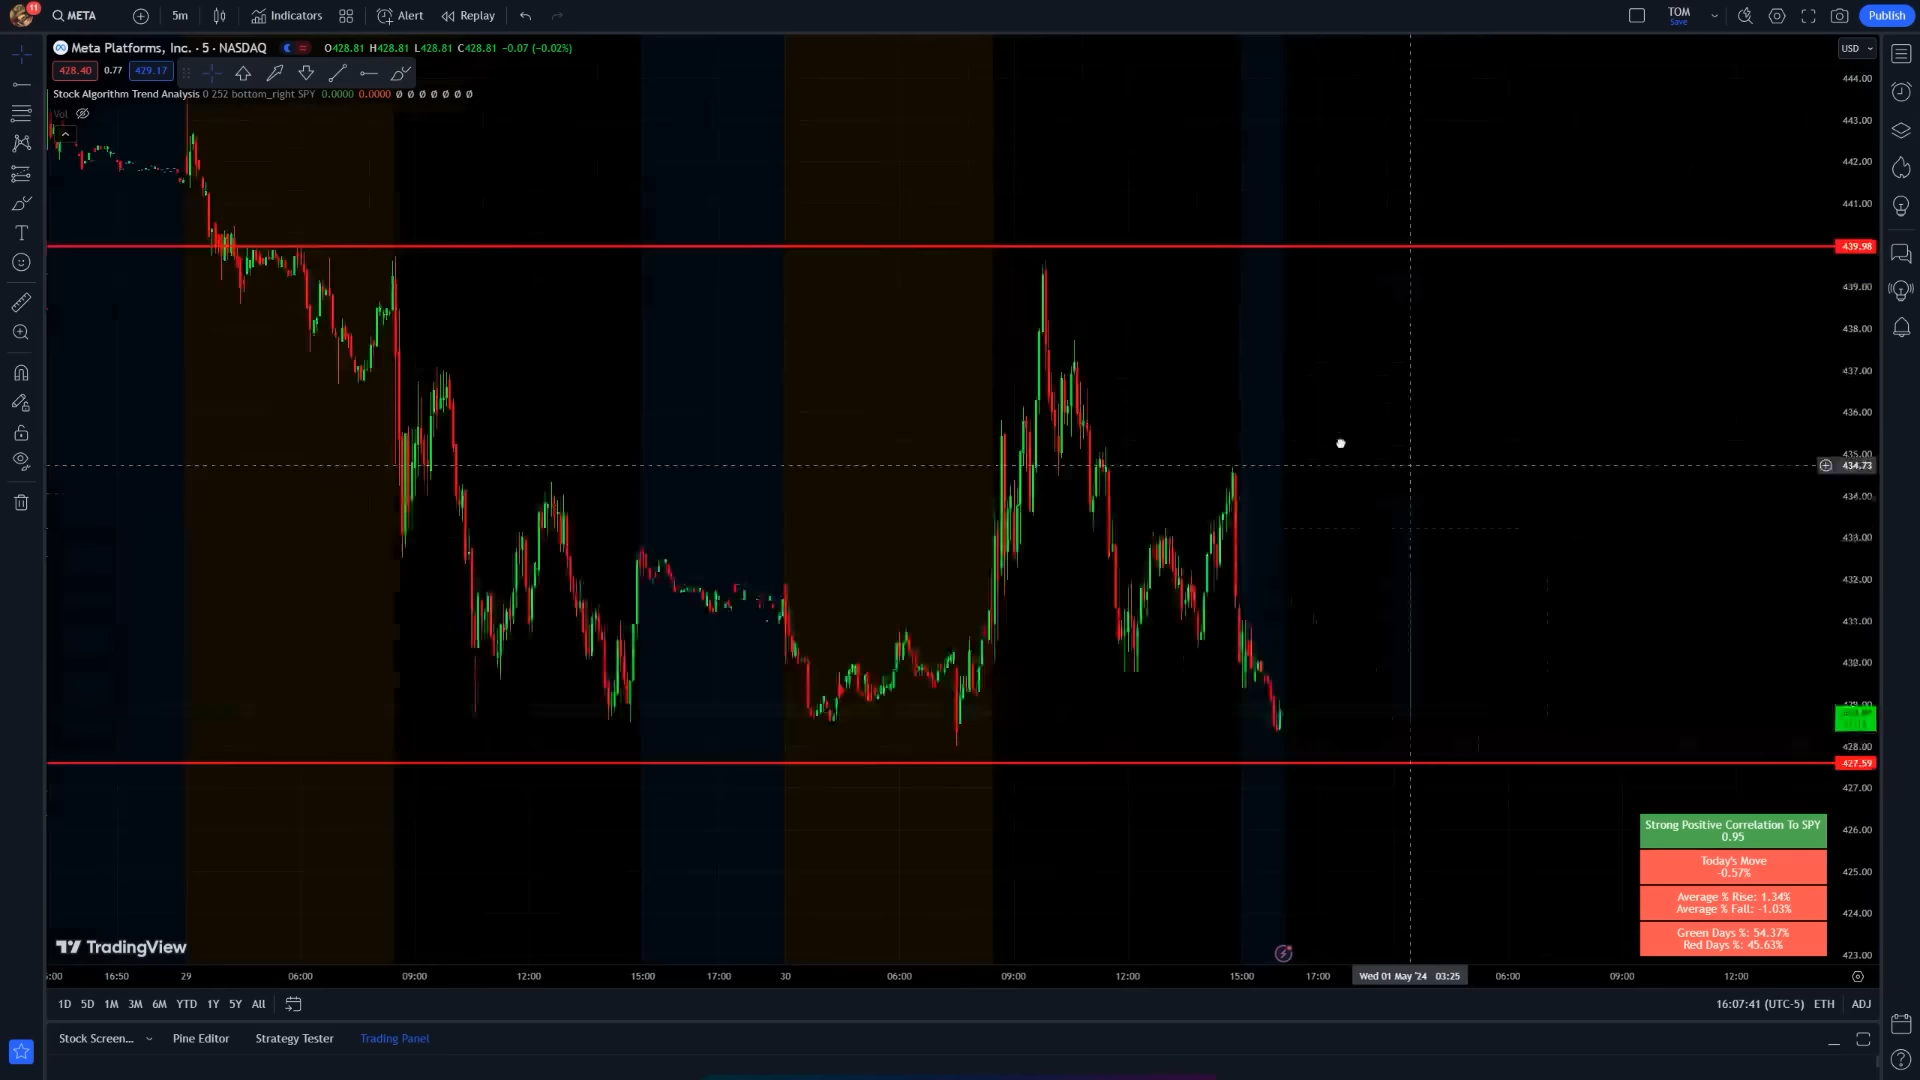 11
META
5m
Indicators
Alert
Replay
TOM
Save
Publish
Meta Platforms, Inc. · 5 · NASDAQ
O428.81 H428.81 L428.81 C428.81 -0.07 (-0.02%)
USD
428.40 0.77 429.17
Stock Algorithm Trend Analysis 0 252 bottom_right SPY 0.0000 0.0000 Ø Ø Ø Ø Ø Ø Ø
Vol
444.00
443.00
442.00
441.00
439.98
439.00
438.00
437.00
436.00
435.00
434.73
434.00
433.00
432.00
431.00
428.00
427.59
427.00
426.00
425.00
424.00
423.00
Strong Positive Correlation To SPY
0.95
Today's Move
-0.57%
Average % Rise: 1.34%
Average % Fall: -1.03%
Green Days %: 54.37%
Red Days %: 45.63%
TradingView
16:50 29 06:00 09:00 12:00 15:00 17:00 30 06:00 09:00 12:00 15:00 17:00 Wed 01 May '24 03:25 06:00 09:00 12:00
1D 5D 1M 3M 6M YTD 1Y 5Y All
16:07:41 (UTC-5) ETH ADJ
Stock Screen... Pine Editor Strategy Tester Trading Panel